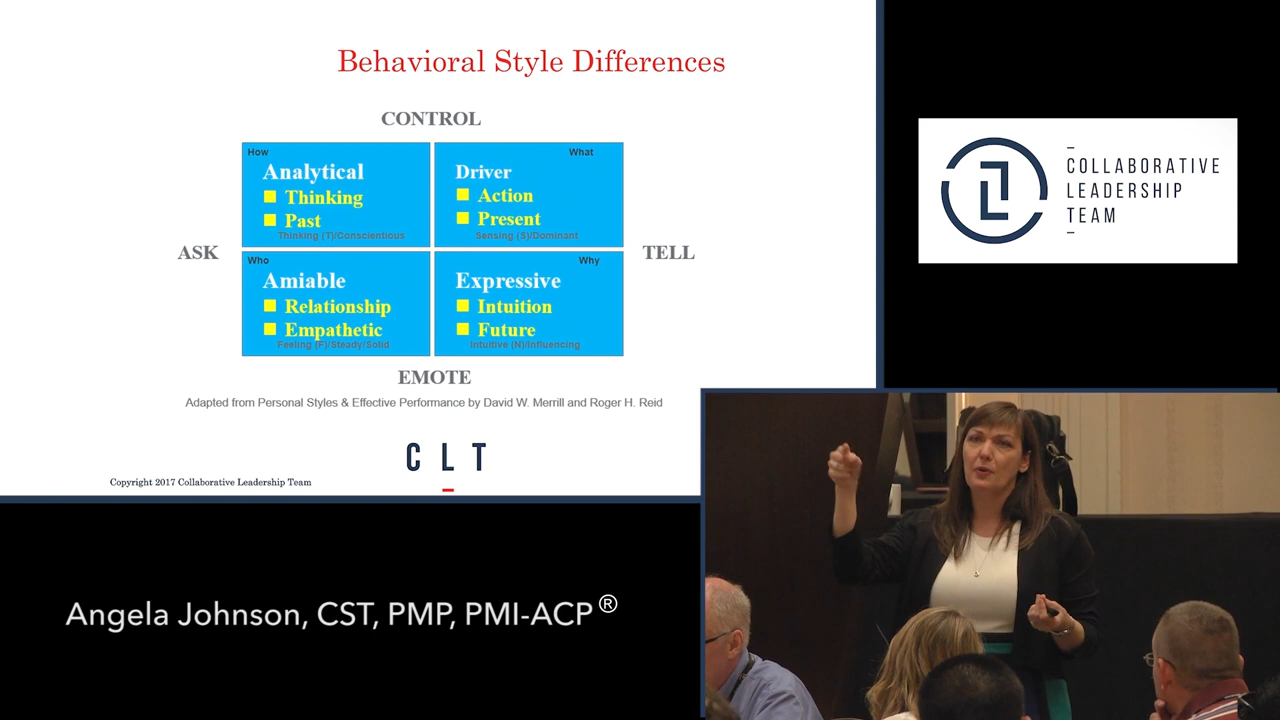 Behavioral Style Differences
CONTROL
How
Analytical
Thinking
Past
Thinking (T)/Conscientious
What
Driver
Action
Present
Sensing (S)/Dominant
ASK
TELL
Who
Amiable
Relationship
Empathetic
Feeling (F)/Steady/Solid
Why
Expressive
Intuition
Future
Intuitive (N)/Influencing
EMOTE
Adapted from Personal Styles & Effective Performance by David W. Merrill and Roger H. Reid
CLT
Copyright 2017 Collaborative Leadership Team
COLLABORATIVE
LEADERSHIP
TEAM
Angela Johnson, CST, PMP, PMI-ACP®